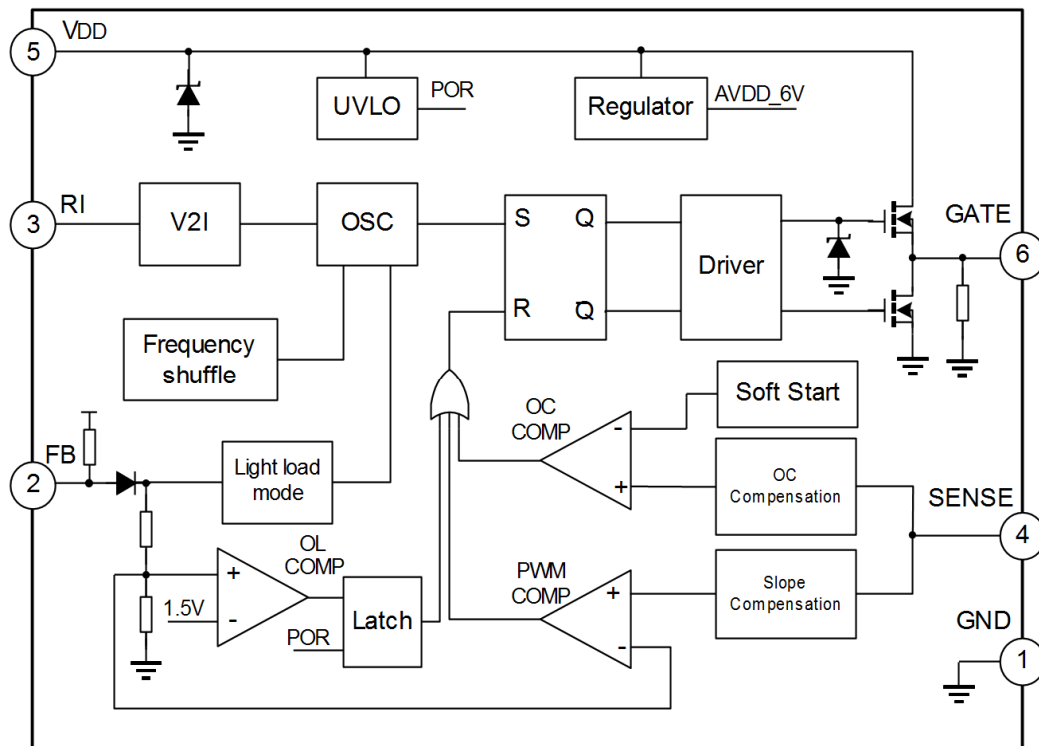 VDD
5
UVLO
POR
Regulator
AVDD_6V
RI
3
V2I
OSC
S
Q
R
Q̅
Driver
GATE
6
Frequency
shuffle
Soft Start
OC
COMP
-
+
FB
2
Light load
mode
OC
Compensation
SENSE
4
OL
COMP
+
1.5V
-
POR
Latch
PWM
COMP
+
-
Slope
Compensation
GND
1